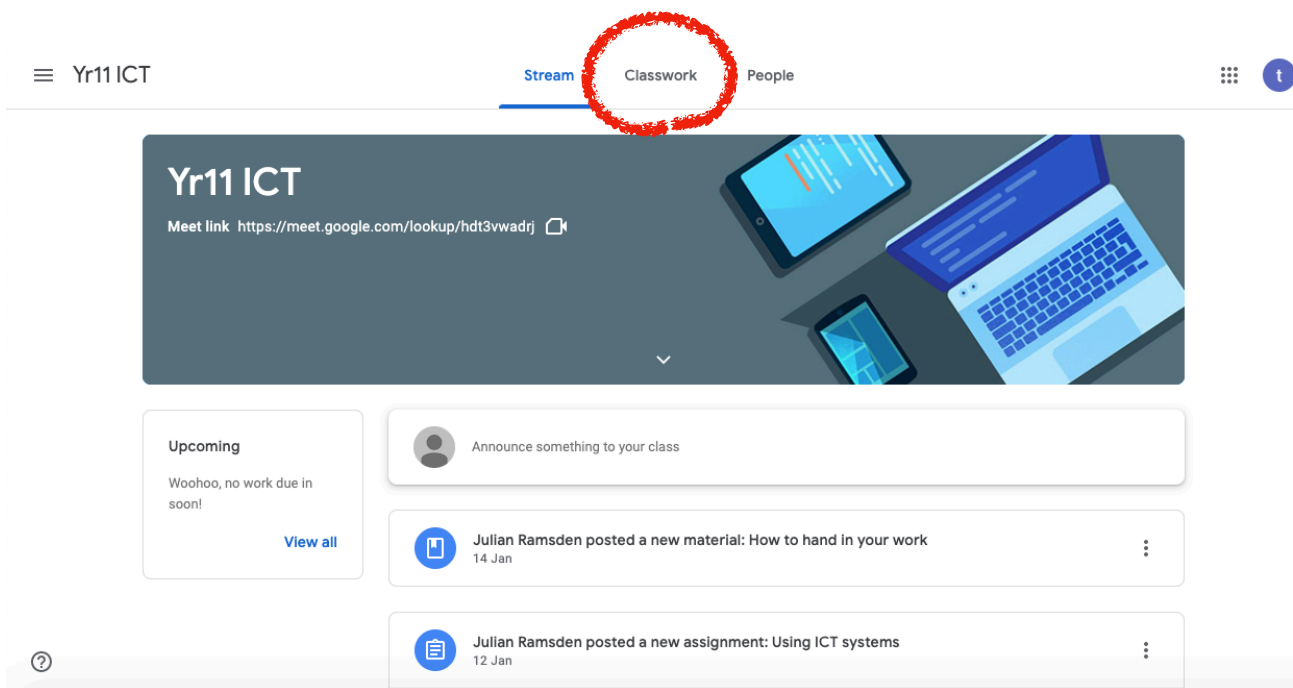 Yr11 ICT
Stream
Classwork
People
t
Yr11 ICT
Meet link https://meet.google.com/lookup/hdt3vwadrj
Upcoming
Woohoo, no work due in
soon!
View all
Announce something to your class
Julian Ramsden posted a new material: How to hand in your work
14 Jan
Julian Ramsden posted a new assignment: Using ICT systems
12 Jan
?